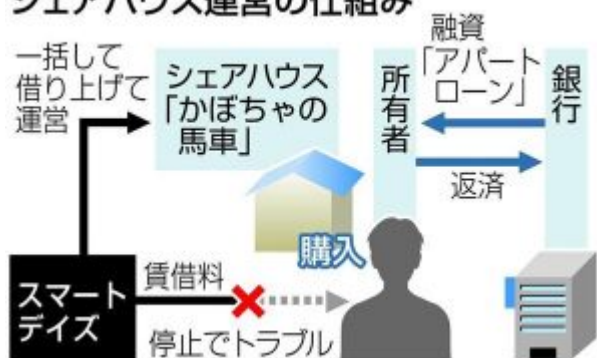 シェアハウス運営の仕組み
一括して
借り上げて
運営
シェアハウス
「かぼちゃの
馬車」
所有者
融資
「アパート
ローン」
銀行
返済
購入
スマート
デイズ
賃借料
停止でトラブル